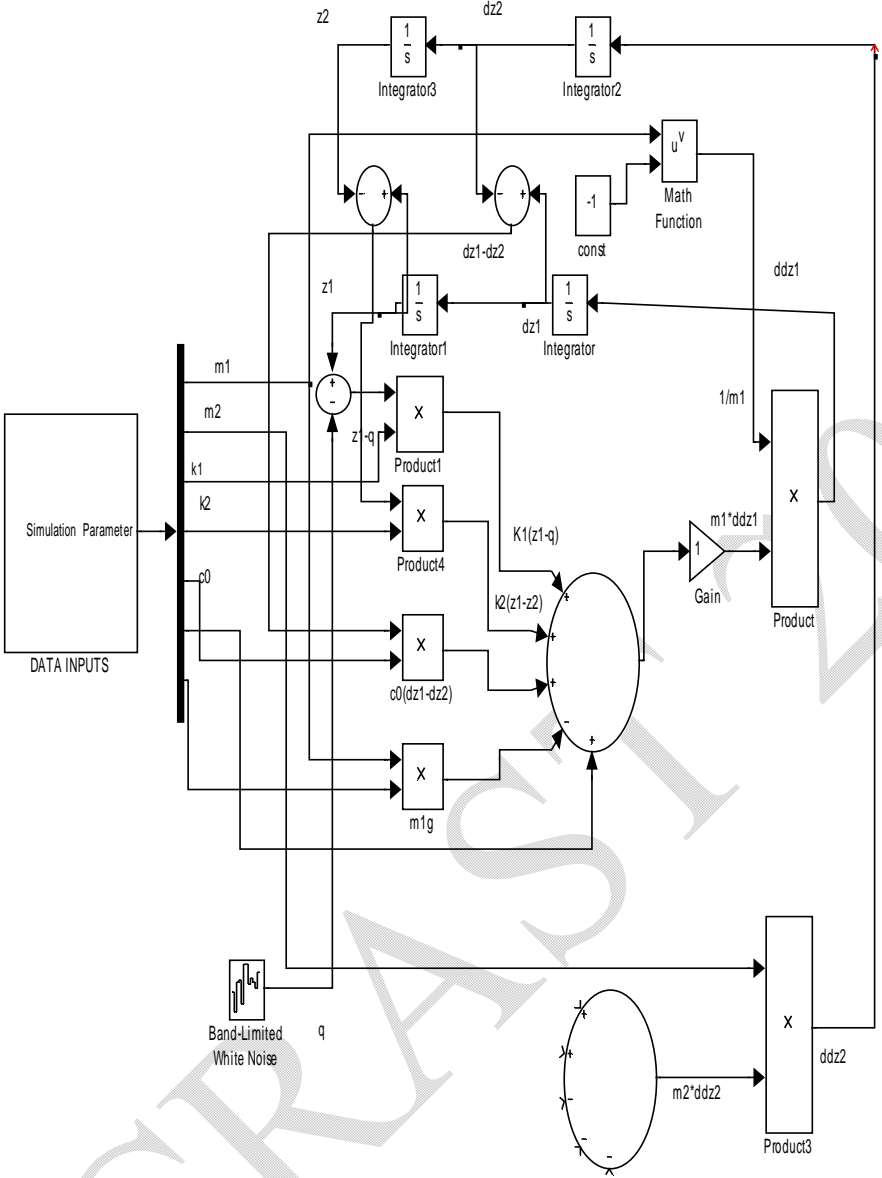 z2
dz2
1
s
Integrator3
1
s
Integrator2
u^v
Math
Function
-1
const
-
+
-
+
dz1-dz2
ddz1
z1
1
s
Integrator1
dz1
1
s
Integrator
m1
+
-
z1-q
x
Product1
1/m1
m2
k1
k2
Simulation Parameter
x
Product4
K1(z1-q)
k2(z1-z2)
m1*ddz1
1
Gain
x
Product
c0
DATA INPUTS
x
c0(dz1-dz2)
+
+
+
-
+
x
m1g
Band-Limited
White Noise
q
+
+
-
-
-
m2*ddz2
x
Product3
ddz2
CRAST 20